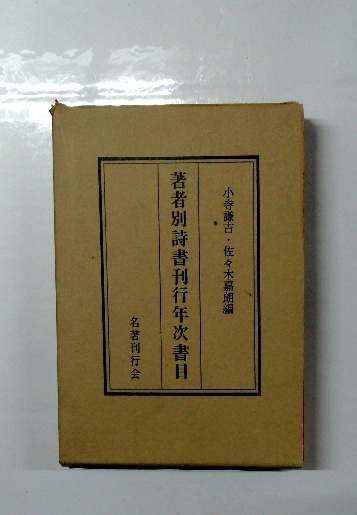 小寺謙吉・佐々木嘉朗編
著者別詩書刊行年次書目
名著刊行会